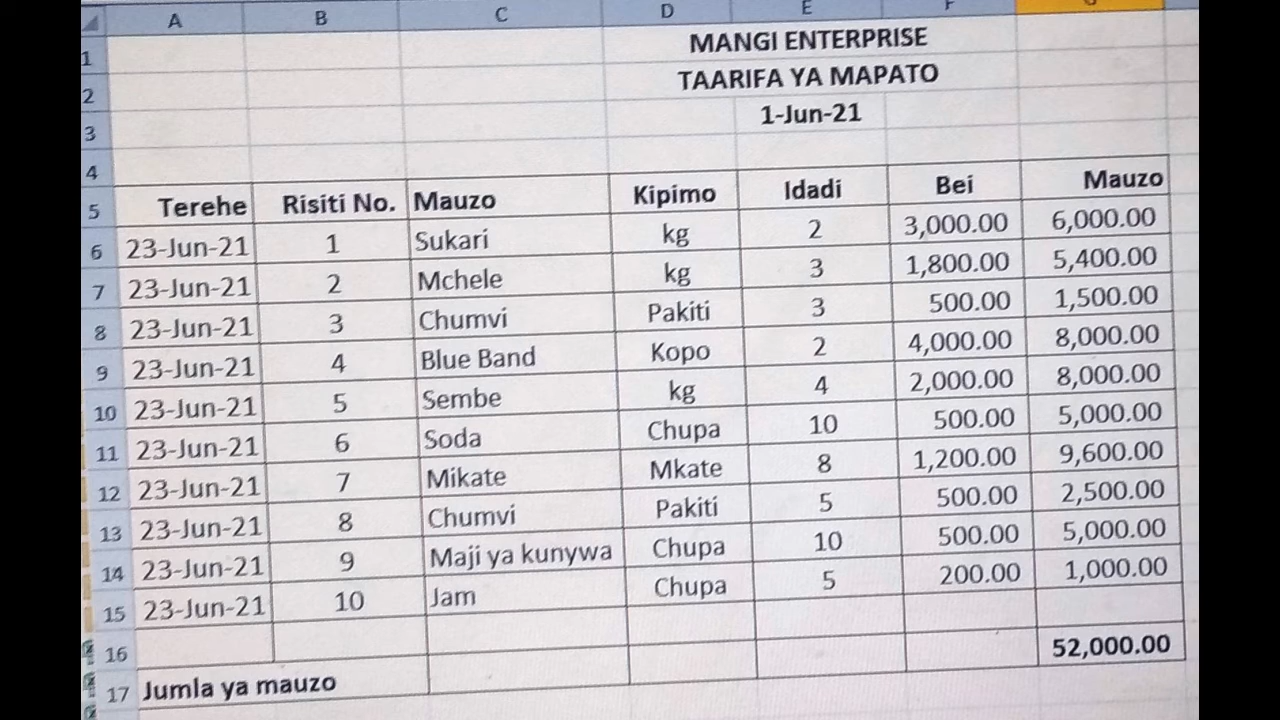 A B C D E F G
1 MANGI ENTERPRISE
2 TAARIFA YA MAPATO
3 1-Jun-21
4
5 Terehe Risiti No. Mauzo Kipimo Idadi Bei Mauzo
6 23-Jun-21 1 Sukari kg 2 3,000.00 6,000.00
7 23-Jun-21 2 Mchele kg 3 1,800.00 5,400.00
8 23-Jun-21 3 Chumvi Pakiti 3 500.00 1,500.00
9 23-Jun-21 4 Blue Band Kopo 2 4,000.00 8,000.00
10 23-Jun-21 5 Sembe kg 4 2,000.00 8,000.00
11 23-Jun-21 6 Soda Chupa 10 500.00 5,000.00
12 23-Jun-21 7 Mikate Mkate 8 1,200.00 9,600.00
13 23-Jun-21 8 Chumvi Pakiti 5 500.00 2,500.00
14 23-Jun-21 9 Maji ya kunywa Chupa 10 500.00 5,000.00
15 23-Jun-21 10 Jam Chupa 5 200.00 1,000.00
16
17 Jumla ya mauzo 52,000.00